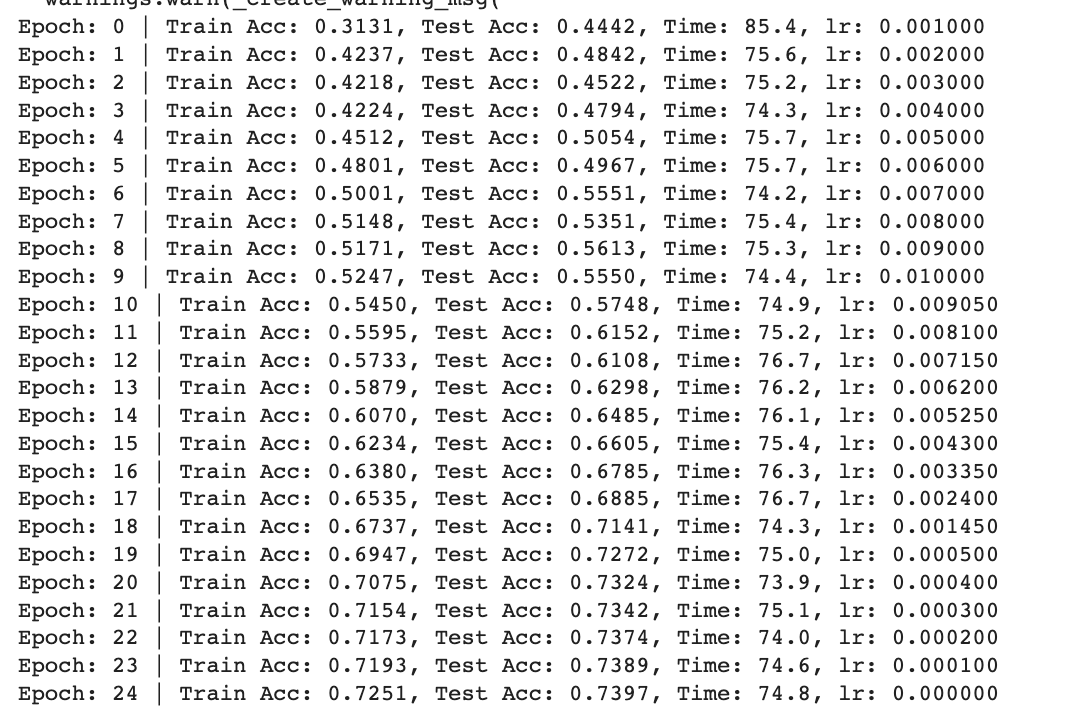 warnings.warn(_create_warning_msg(
Epoch: 0 | Train Acc: 0.3131, Test Acc: 0.4442, Time: 85.4, lr: 0.001000
Epoch: 1 | Train Acc: 0.4237, Test Acc: 0.4842, Time: 75.6, lr: 0.002000
Epoch: 2 | Train Acc: 0.4218, Test Acc: 0.4522, Time: 75.2, lr: 0.003000
Epoch: 3 | Train Acc: 0.4224, Test Acc: 0.4794, Time: 74.3, lr: 0.004000
Epoch: 4 | Train Acc: 0.4512, Test Acc: 0.5054, Time: 75.7, lr: 0.005000
Epoch: 5 | Train Acc: 0.4801, Test Acc: 0.4967, Time: 75.7, lr: 0.006000
Epoch: 6 | Train Acc: 0.5001, Test Acc: 0.5551, Time: 74.2, lr: 0.007000
Epoch: 7 | Train Acc: 0.5148, Test Acc: 0.5351, Time: 75.4, lr: 0.008000
Epoch: 8 | Train Acc: 0.5171, Test Acc: 0.5613, Time: 75.3, lr: 0.009000
Epoch: 9 | Train Acc: 0.5247, Test Acc: 0.5550, Time: 74.4, lr: 0.010000
Epoch: 10 | Train Acc: 0.5450, Test Acc: 0.5748, Time: 74.9, lr: 0.009050
Epoch: 11 | Train Acc: 0.5595, Test Acc: 0.6152, Time: 75.2, lr: 0.008100
Epoch: 12 | Train Acc: 0.5733, Test Acc: 0.6108, Time: 76.7, lr: 0.007150
Epoch: 13 | Train Acc: 0.5879, Test Acc: 0.6298, Time: 76.2, lr: 0.006200
Epoch: 14 | Train Acc: 0.6070, Test Acc: 0.6485, Time: 76.1, lr: 0.005250
Epoch: 15 | Train Acc: 0.6234, Test Acc: 0.6605, Time: 75.4, lr: 0.004300
Epoch: 16 | Train Acc: 0.6380, Test Acc: 0.6785, Time: 76.3, lr: 0.003350
Epoch: 17 | Train Acc: 0.6535, Test Acc: 0.6885, Time: 76.7, lr: 0.002400
Epoch: 18 | Train Acc: 0.6737, Test Acc: 0.7141, Time: 74.3, lr: 0.001450
Epoch: 19 | Train Acc: 0.6947, Test Acc: 0.7272, Time: 75.0, lr: 0.000500
Epoch: 20 | Train Acc: 0.7075, Test Acc: 0.7324, Time: 73.9, lr: 0.000400
Epoch: 21 | Train Acc: 0.7154, Test Acc: 0.7342, Time: 75.1, lr: 0.000300
Epoch: 22 | Train Acc: 0.7173, Test Acc: 0.7374, Time: 74.0, lr: 0.000200
Epoch: 23 | Train Acc: 0.7193, Test Acc: 0.7389, Time: 74.6, lr: 0.000100
Epoch: 24 | Train Acc: 0.7251, Test Acc: 0.7397, Time: 74.8, lr: 0.000000